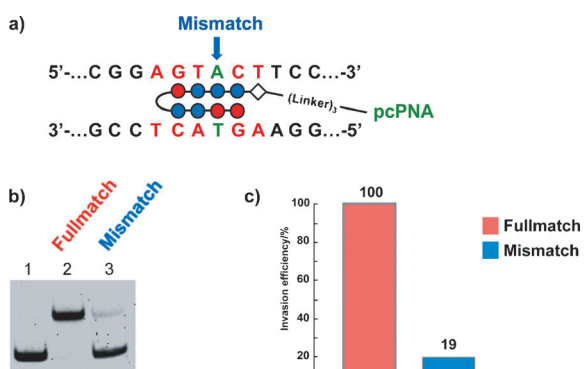 a)
Mismatch
5'-...C G G A G T A C T T C C...-3'
(Linker)3
pcPNA
3'-...G C C T C A T G A A G G...-5'
b)
Fullmatch
Mismatch
1 2 3
c)
Invasion efficiency/%
100
80
60
40
20
100
19
Fullmatch
Mismatch